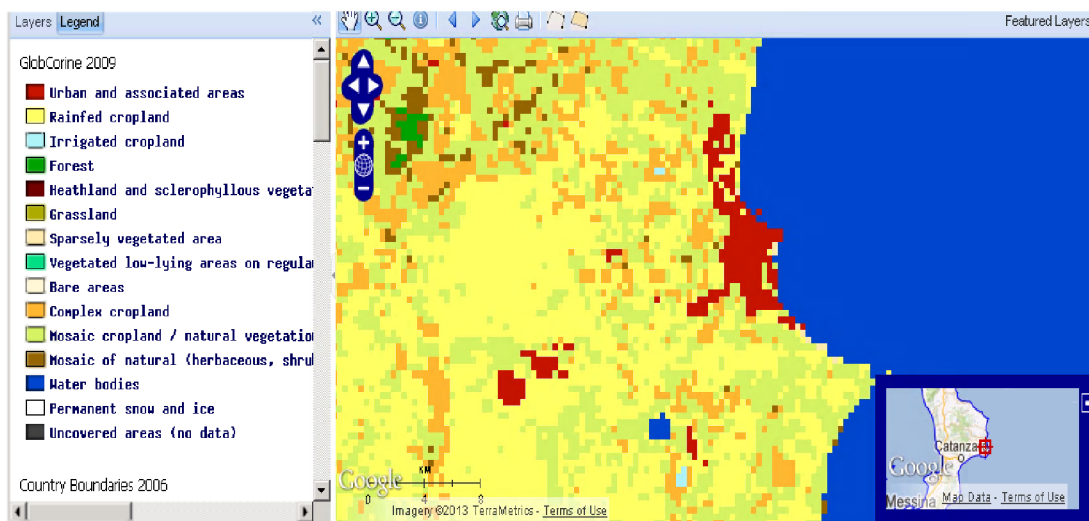 Layers Legend
Featured Layers
GlobCorine 2009
Urban and associated areas
Rainfed cropland
Irrigated cropland
Forest
Heathland and sclerophyllous vegeta
Grassland
Sparsely vegetated area
Vegetated low-lying areas on regula
Bare areas
Complex cropland
Mosaic cropland / natural vegetatio
Mosaic of natural (herbaceous, shru
Water bodies
Permanent snow and ice
Uncovered areas (no data)
Country Boundaries 2006
KM
Google
0 4 8
Imagery ©2013 TerraMetrics - Terms of Use
Catanza
Google
Messina Map Data - Terms of Use